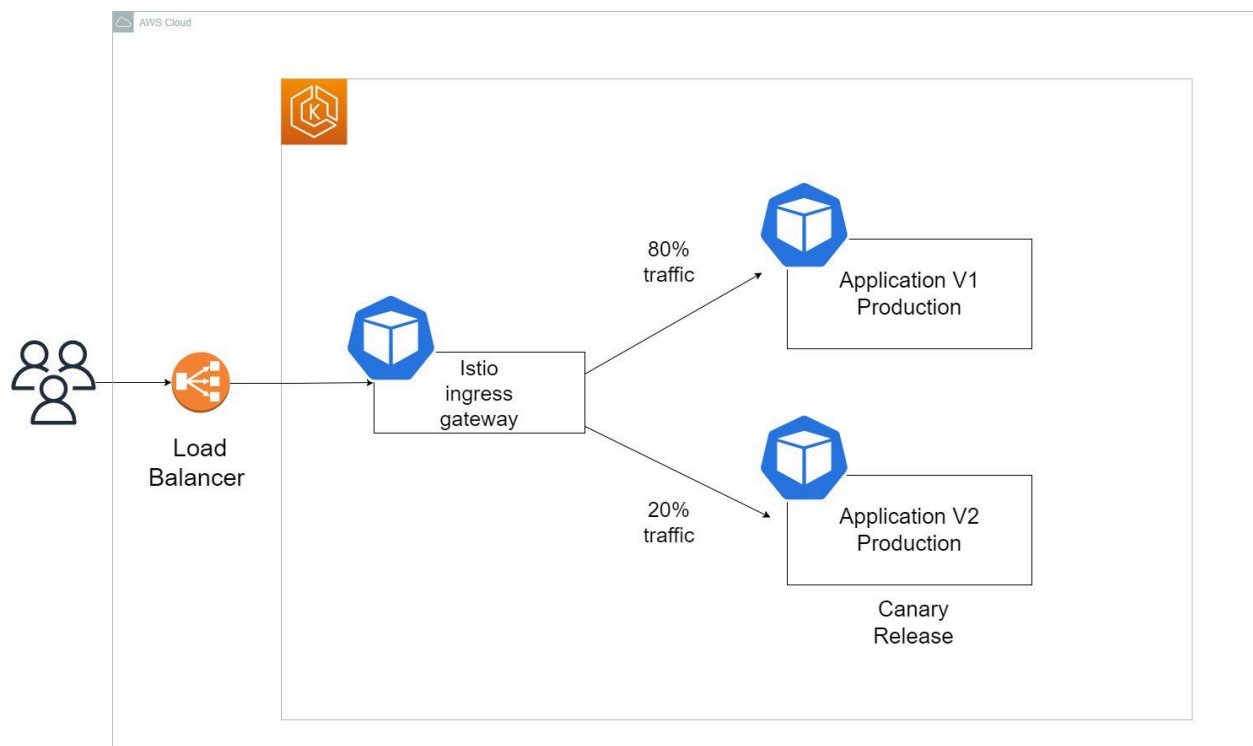 AWS Cloud
K
80%
traffic
Application V1
Production
Istio
ingress
gateway
Load
Balancer
20%
traffic
Application V2
Production
Canary
Release